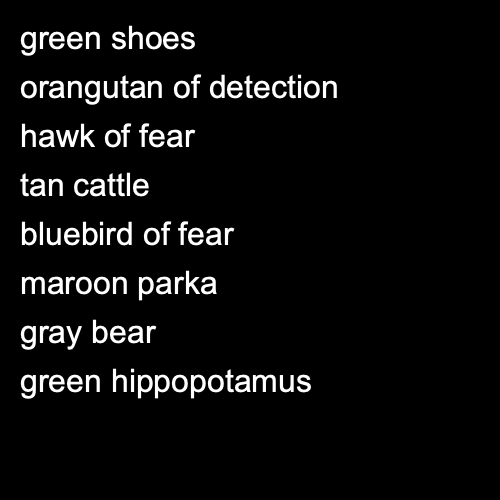 green shoes
orangutan of detection
hawk of fear
tan cattle
bluebird of fear
maroon parka
gray bear
green hippopotamus